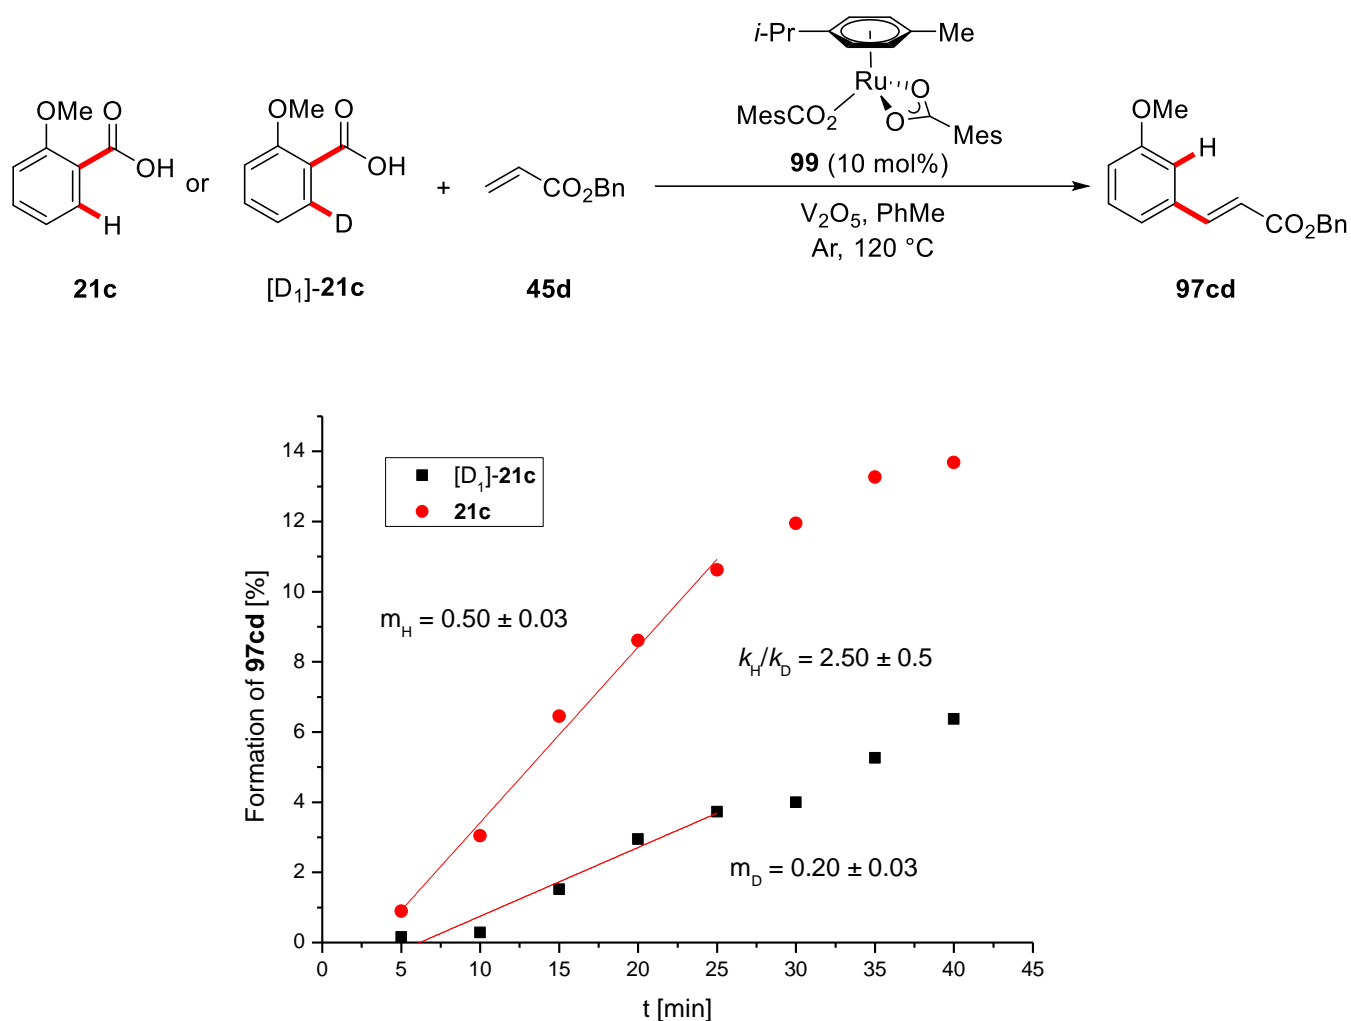 i-Pr
Me
Ru
O
O
MesCO2
Mes
OMe
O
OH
H
or
OMe
O
OH
D
+
CO2Bn
99 (10 mol%)
V2O5, PhMe
Ar, 120 °C
OMe
H
CO2Bn
21c
[D1]-21c
45d
97cd
[D1]-21c
21c
mH = 0.50 ± 0.03
kH/kD = 2.50 ± 0.5
mD = 0.20 ± 0.03
Formation of 97cd [%]
14
12
10
8
6
4
2
0
0 5 10 15 20 25 30 35 40 45
t [min]